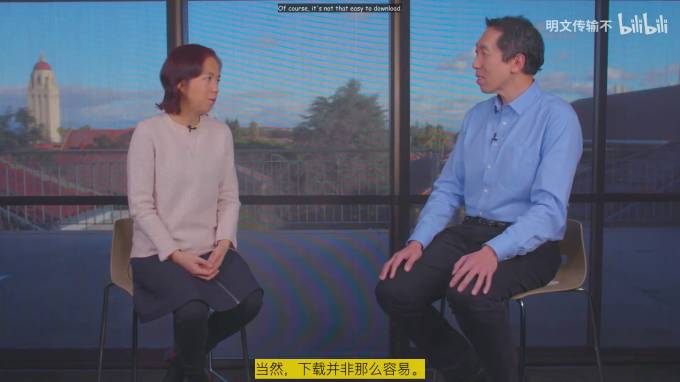 Of course, it's not that easy to download.
明文传输不 bilibili
当然，下载并非那么容易。